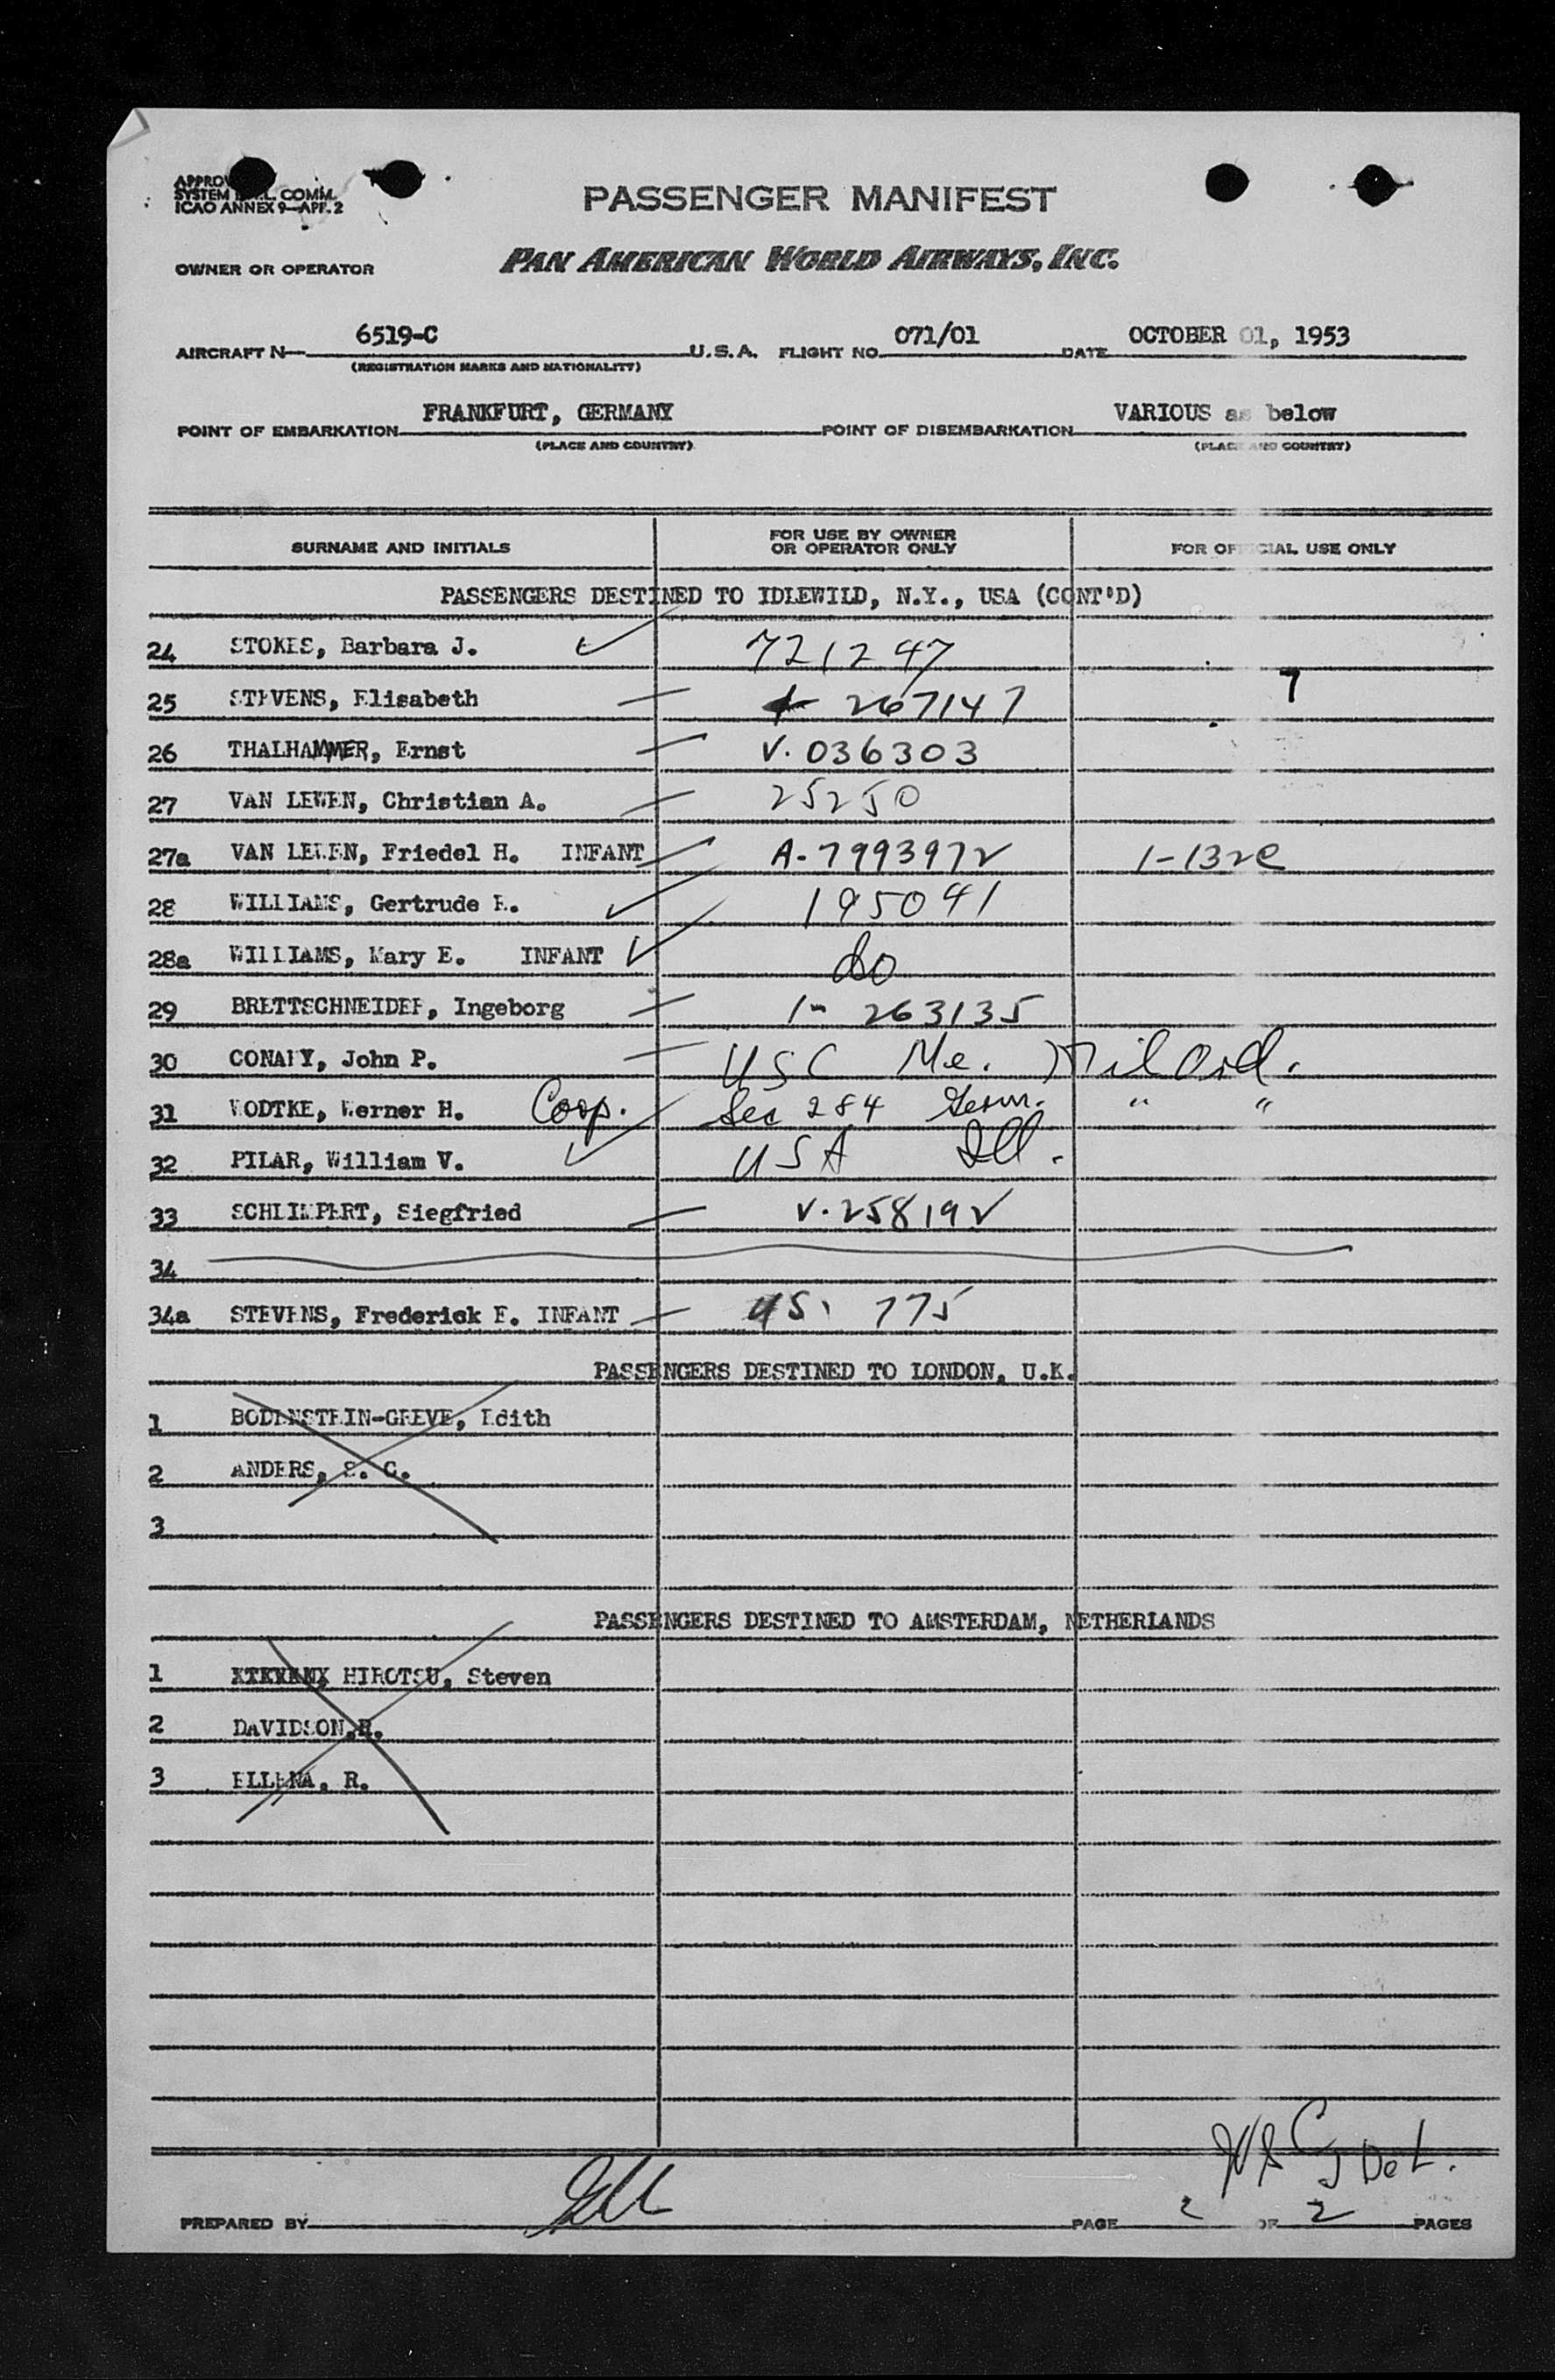 PASSENGER MANIFEST
SYSTEM COMM.
ICAO ANNEX 9—APP. 2
OWNER OR OPERATOR PAN AMERICAN WORLD AIRWAYS, INC.
AIRCRAFT N— 6519-C U.S.A. FLIGHT NO. 071/01 DATE OCTOBER 01, 1953
(REGISTRATION MARKS AND NATIONALITY)
POINT OF EMBARKATION FRANKFURT, GERMANY POINT OF DISEMBARKATION VARIOUS as below
(PLACE AND COUNTRY) (PLACE AND COUNTRY)
SURNAME AND INITIALS FOR USE BY OWNER OR OPERATOR ONLY FOR OFFICIAL USE ONLY
PASSENGERS DESTINED TO IDLEWILD, N.Y., USA (CONT'D)
24 STOKES, Barbara J. 721247
25 STEVENS, Elisabeth 267147 7
26 THALHAMMER, Ernst V. 036303
27 VAN LEWEN, Christian A. 25250
27a VAN LEWEN, Friedel H. INFANT A-7993972 1-132e
28 WILLIAMS, Gertrude 195041
28a WILLIAMS, Mary E. INFANT do
29 BRETTSCHNEIDER, Ingeborg 1- 263135
30 John P. USC Me. Mil Ord.
31 WODTKE, Werner H. Coop. Sec 284 Germ. " "
32 PILAR, William V. USA Ill.
33 SCHLIMPERT, Siegfried V. 258192
34
34a STEVENS, Frederick E. INFANT 775
PASSENGERS DESTINED TO LONDON, U.K.
1 BODENSTEIN-GREVE, Edith
2 ANDERS, S. C.
3
PASSENGERS DESTINED TO AMSTERDAM, NETHERLANDS
1 HIROTSU, Steven
2 DAVIDSON, R.
3 ELLENA, R.
Det.
PREPARED BY PAGE 2 OF 2 PAGES